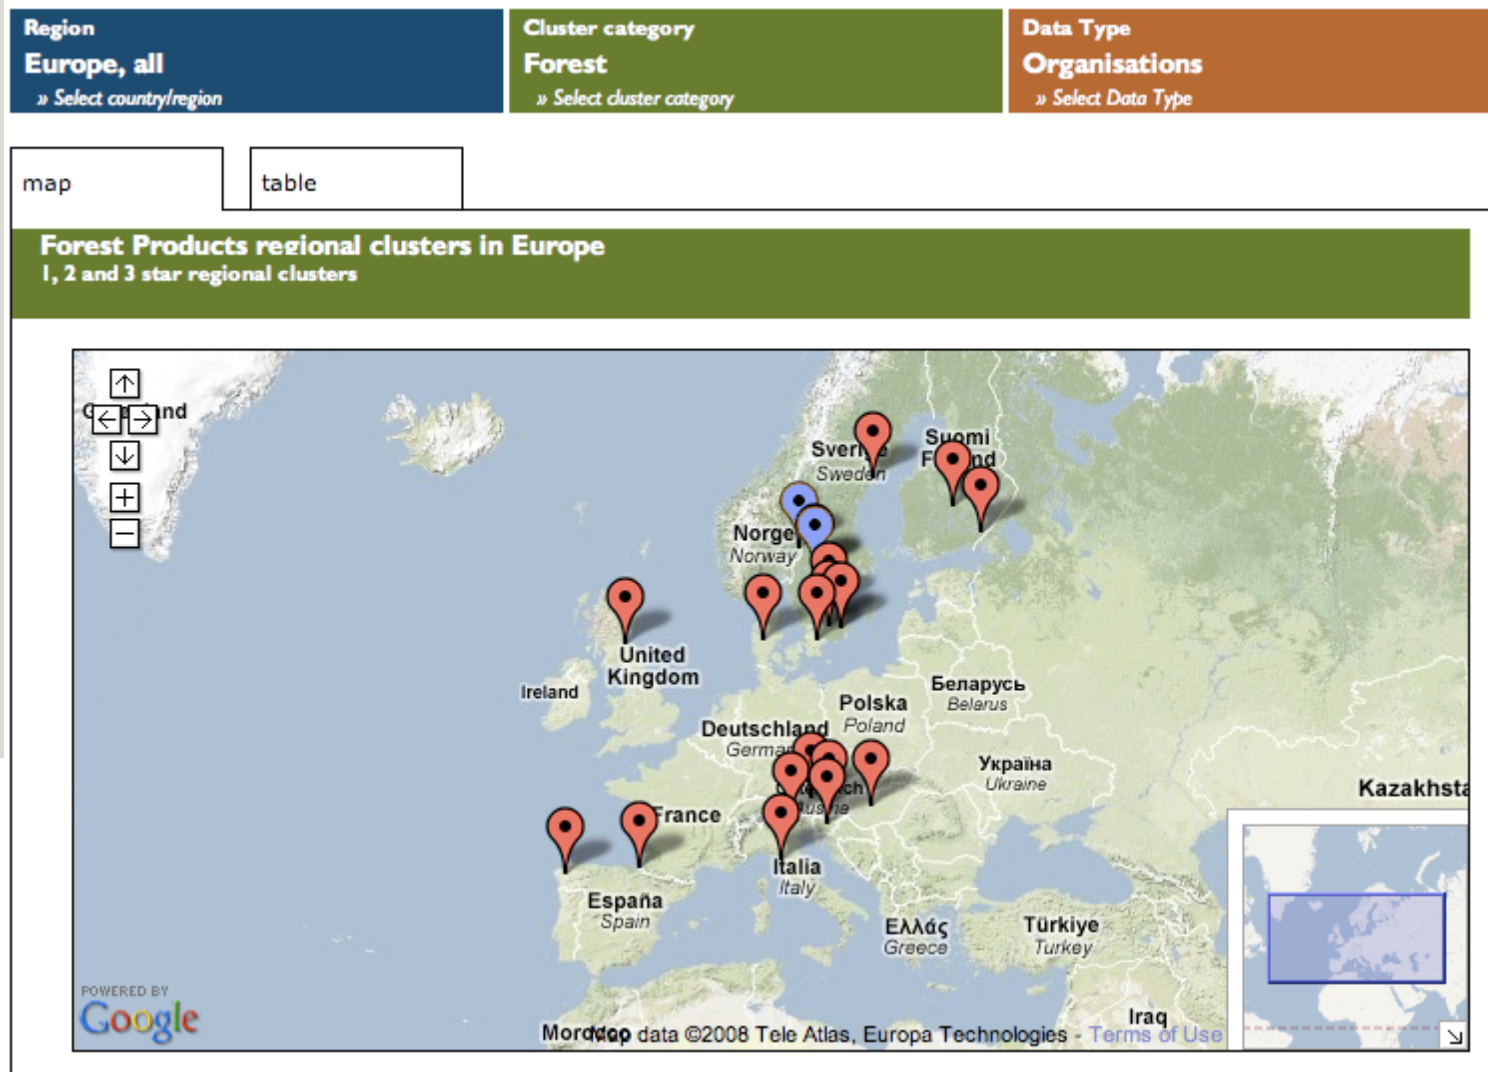 Region
Europe, all
» Select country/region
Cluster category
Forest
» Select cluster category
Data Type
Organisations
» Select Data Type
map
table
Forest Products regional clusters in Europe
1, 2 and 3 star regional clusters
Sverige
Sweden
Suomi
Norge
Norway
United
Kingdom
Ireland
Беларусь
Belarus
Polska
Poland
Deutschland
Україна
Ukraine
Kazakhsta
France
Italia
Italy
España
Spain
Ελλάς
Greece
Türkiye
Turkey
Iraq
POWERED BY
Google
Map data ©2008 Tele Atlas, Europa Technologies - Terms of Use